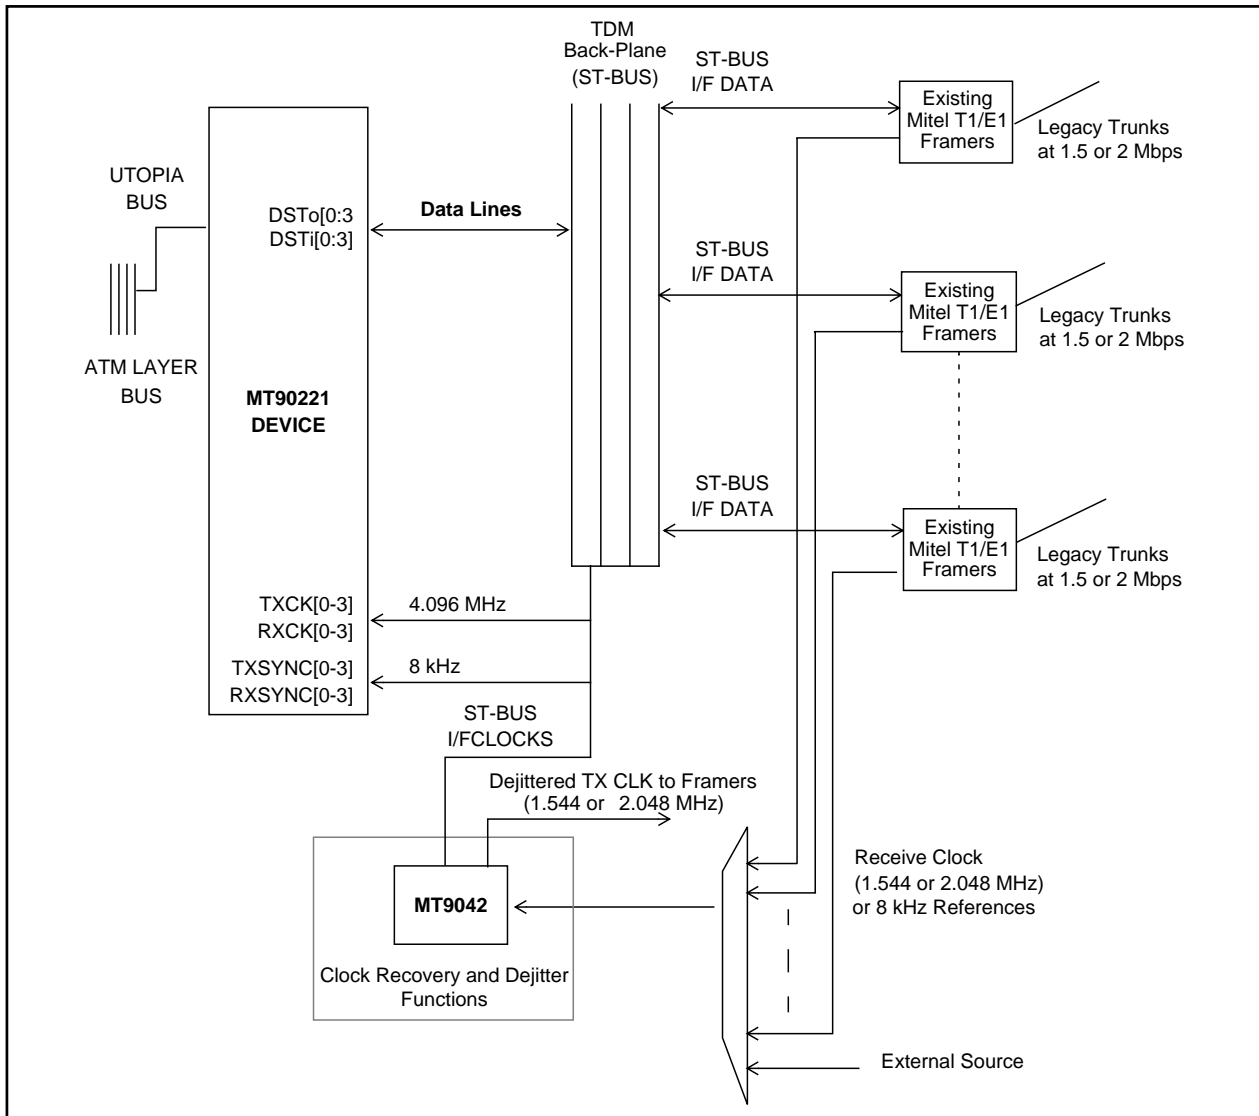 TDM
Back-Plane
(ST-BUS)
ST-BUS
I/F DATA
Existing
Mitel T1/E1
Framers
Legacy Trunks
at 1.5 or 2 Mbps
UTOPIA
BUS
DSTo[0:3
DSTi[0:3]
Data Lines
ST-BUS
I/F DATA
Existing
Mitel T1/E1
Framers
Legacy Trunks
at 1.5 or 2 Mbps
ATM LAYER
BUS
MT90221
DEVICE
ST-BUS
I/F DATA
Existing
Mitel T1/E1
Framers
Legacy Trunks
at 1.5 or 2 Mbps
TXCK[0-3]
RXCK[0-3]
4.096 MHz
TXSYNC[0-3]
RXSYNC[0-3]
8 kHz
ST-BUS
I/FCLOCKS
Dejittered TX CLK to Framers
(1.544 or 2.048 MHz)
MT9042
Clock Recovery and Dejitter
Functions
Receive Clock
(1.544 or 2.048 MHz)
or 8 kHz References
External Source